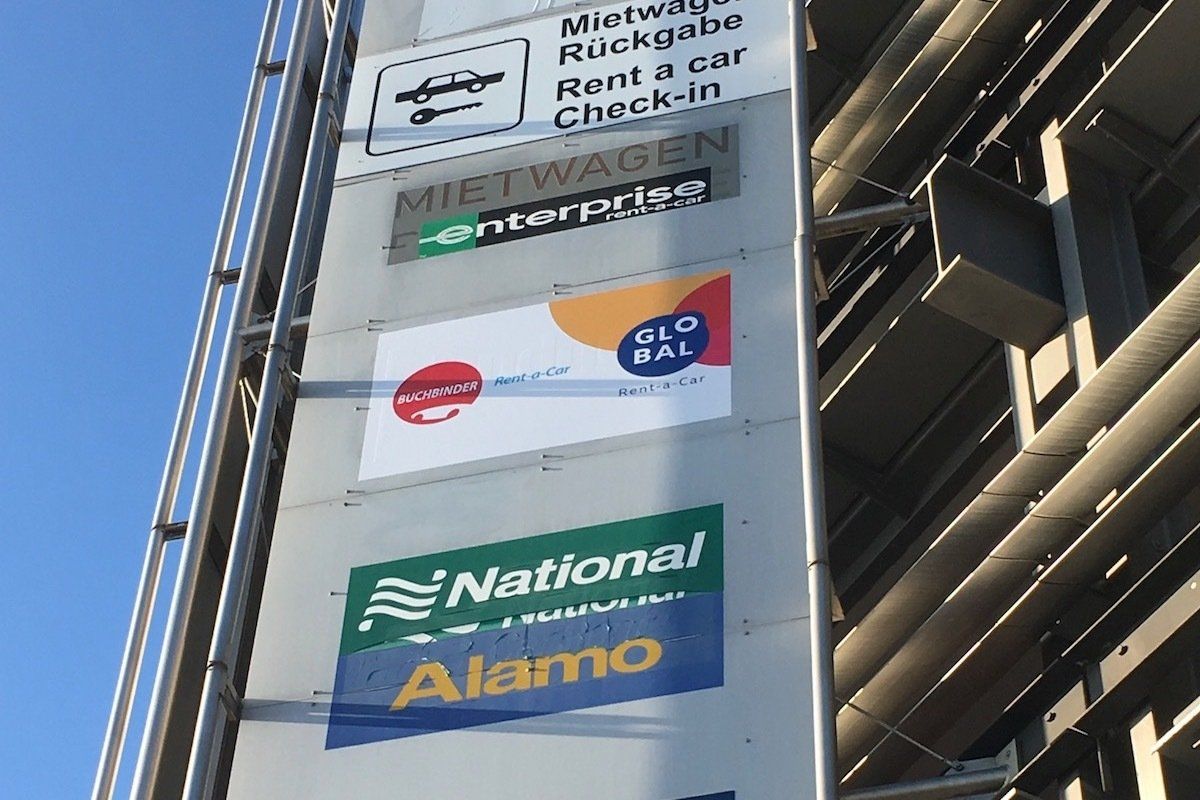 Mietwagen
Rückgabe
Rent a car
Check-in
MIETWAGEN
enterprise
rent-a-car
BUCHBINDER
Rent-a-Car
GLO
BAL
Rent-a-Car
National
National
Alamo